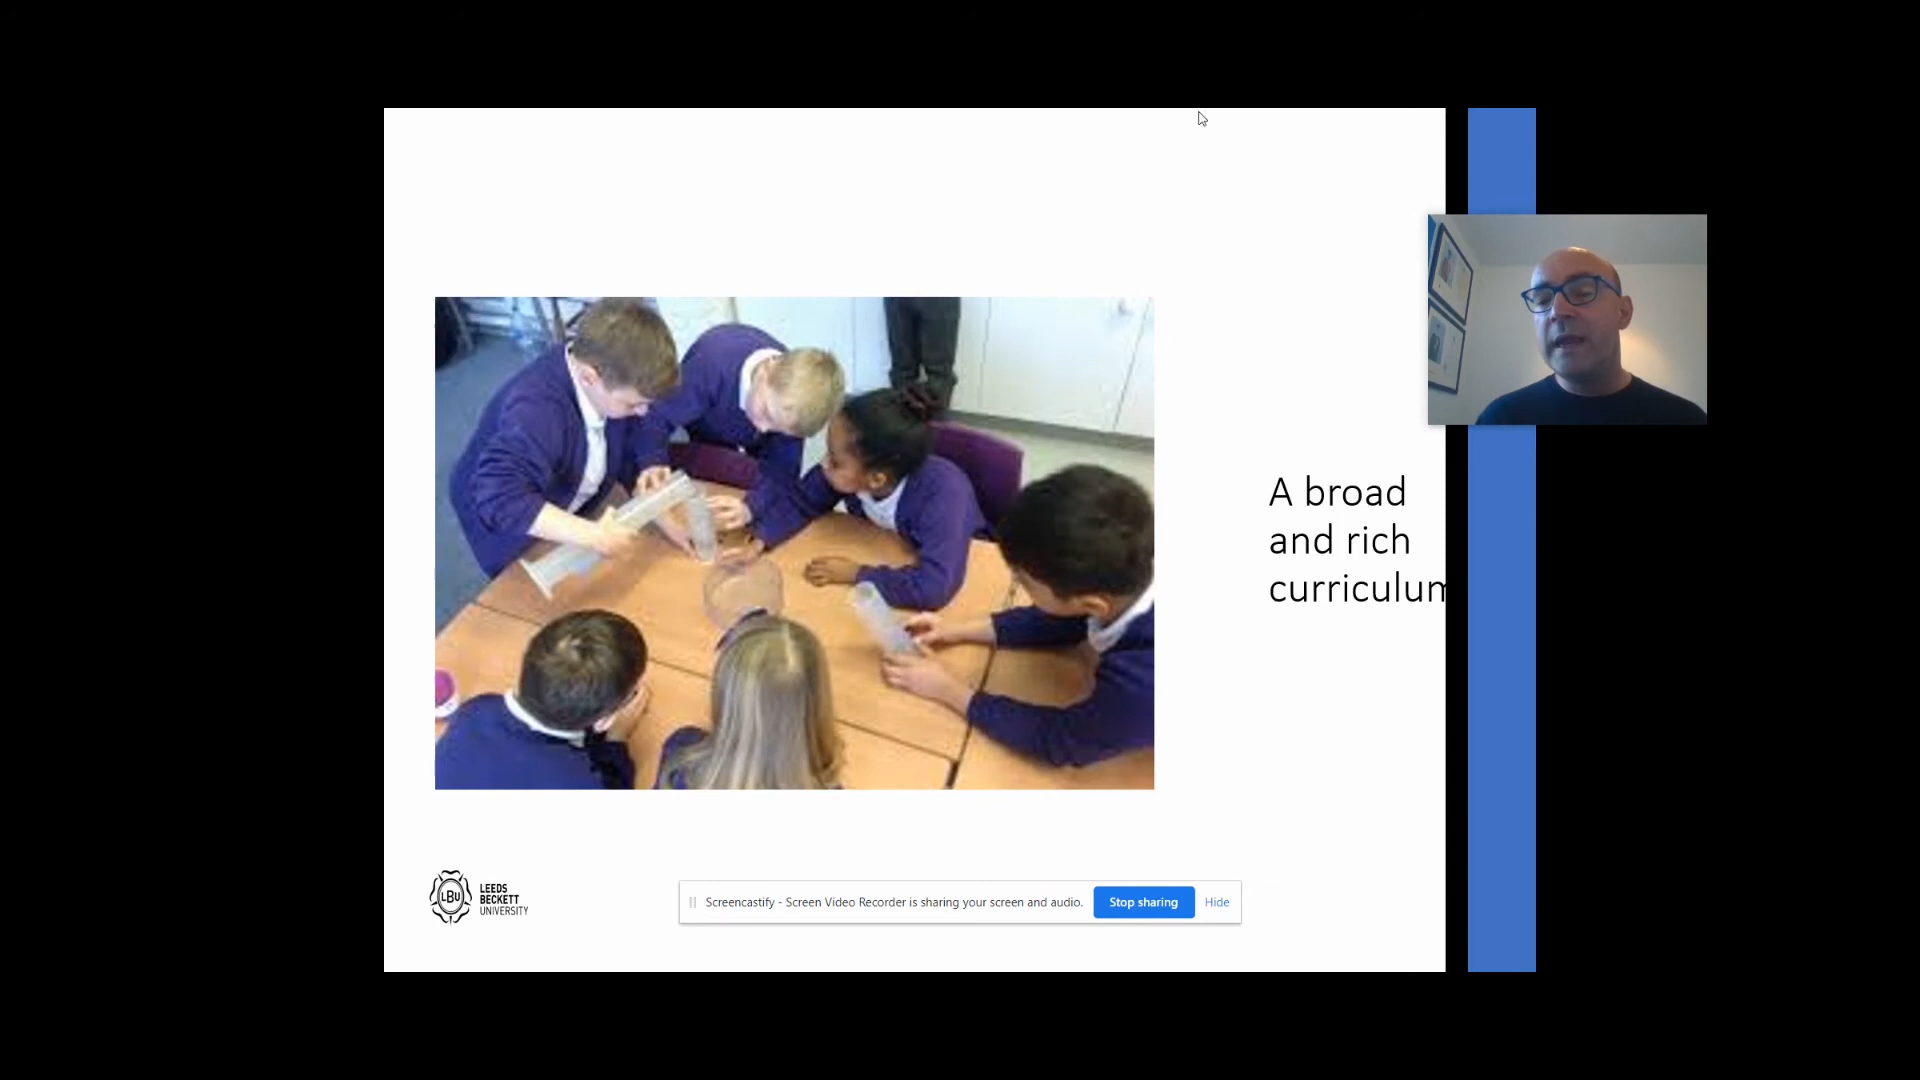 A broad
and rich
curriculum
LBU
LEEDS
BECKETT
UNIVERSITY
Screencastify - Screen Video Recorder is sharing your screen and audio.
Stop sharing
Hide